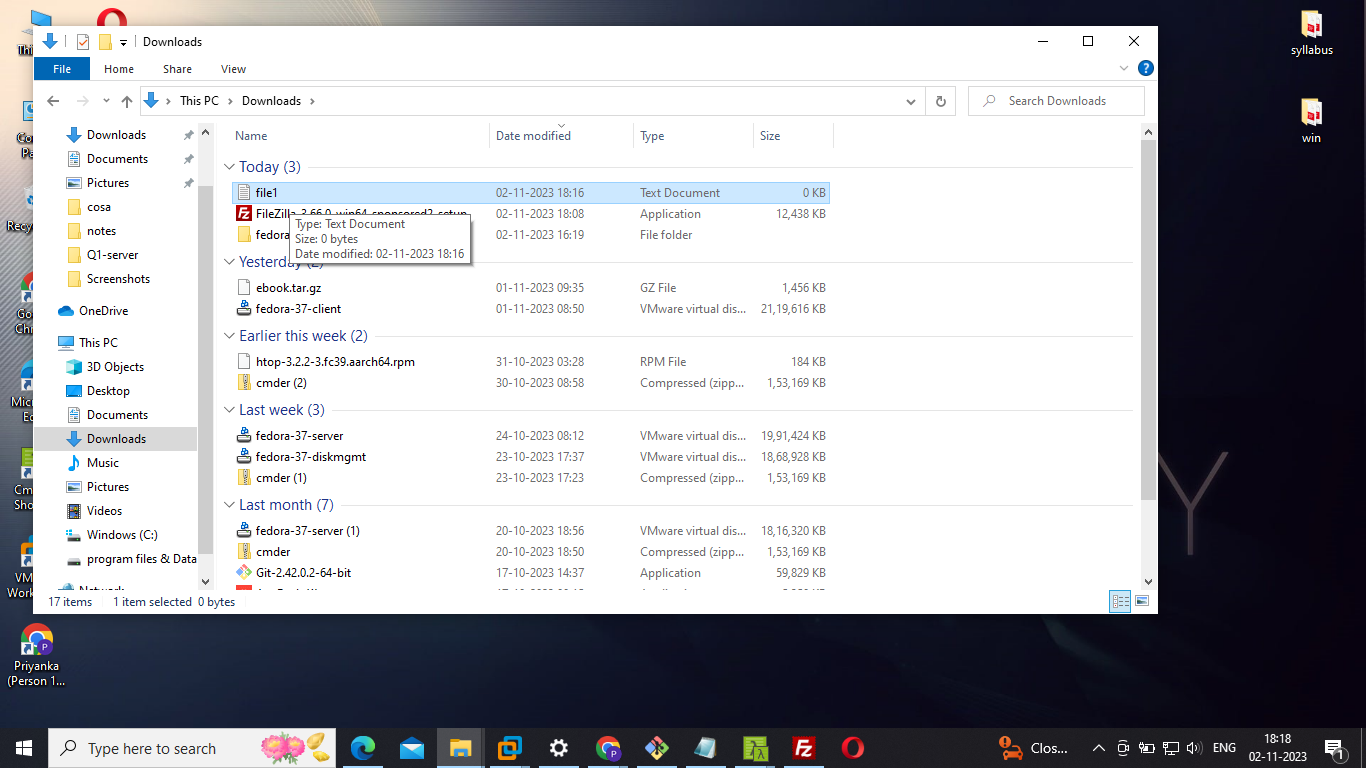 Downloads
File
Home
Share
View
This PC
Downloads
Search Downloads
Downloads
Documents
Pictures
cosa
notes
Q1-server
Screenshots
OneDrive
This PC
3D Objects
Desktop
Documents
Downloads
Music
Pictures
Videos
Windows (C:)
program files & Data
Name Date modified Type Size
Today (3)
file1 02-11-2023 18:16 Text Document 0 KB
FileZilla_3.66.0_win64_sponsored2_setup 02-11-2023 18:08 Application 12,438 KB
fedora 02-11-2023 16:19 File folder
Type: Text Document
Size: 0 bytes
Date modified: 02-11-2023 18:16
Yesterday (2)
ebook.tar.gz 01-11-2023 09:35 GZ File 1,456 KB
fedora-37-client 01-11-2023 08:50 VMware virtual dis... 21,19,616 KB
Earlier this week (2)
htop-3.2.2-3.fc39.aarch64.rpm 31-10-2023 03:28 RPM File 184 KB
cmder (2) 30-10-2023 08:58 Compressed (zipp... 1,53,169 KB
Last week (3)
fedora-37-server 24-10-2023 08:12 VMware virtual dis... 19,91,424 KB
fedora-37-diskmgmt 23-10-2023 17:37 VMware virtual dis... 18,68,928 KB
cmder (1) 23-10-2023 17:23 Compressed (zipp... 1,53,169 KB
Last month (7)
fedora-37-server (1) 20-10-2023 18:56 VMware virtual dis... 18,16,320 KB
cmder 20-10-2023 18:50 Compressed (zipp... 1,53,169 KB
Git-2.42.0.2-64-bit 17-10-2023 14:37 Application 59,829 KB
17 items 1 item selected 0 bytes
syllabus
win
Y
Priyanka
(Person 1...
Type here to search
Clos...
ENG
18:18
02-11-2023
1